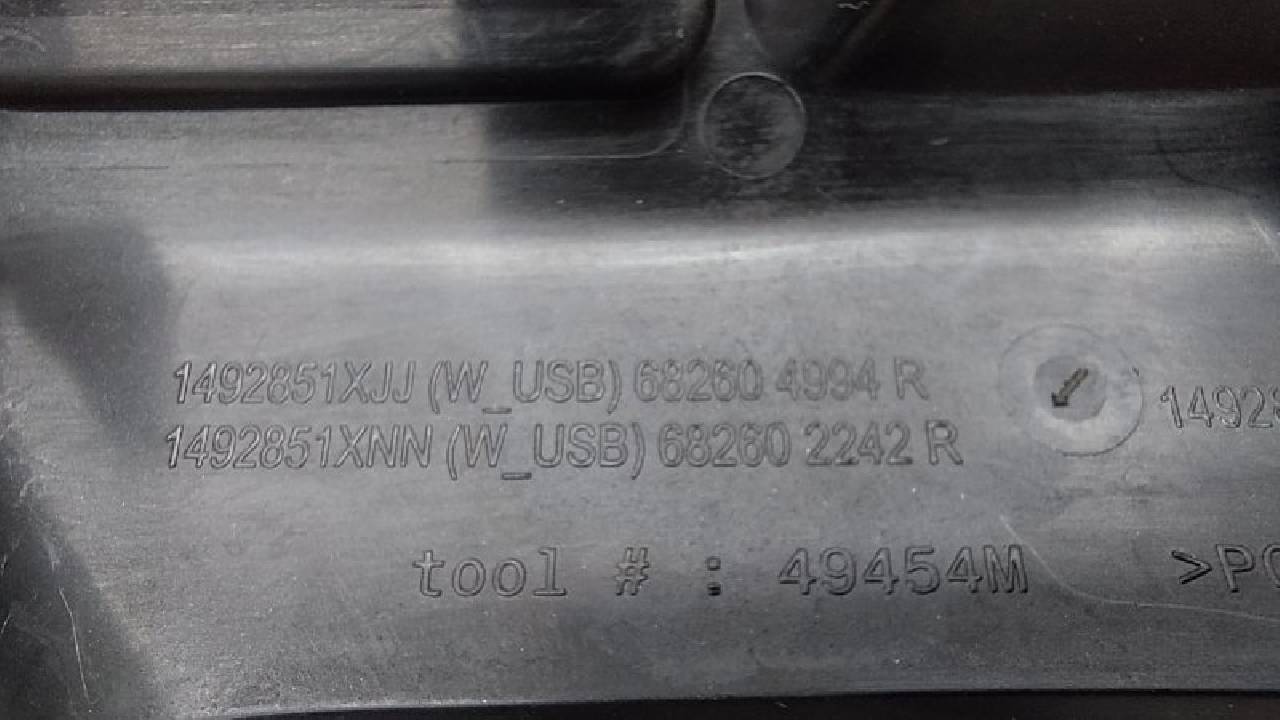 1492851XJJ (W_USB) 68260 4994 R
1492851XNN (W_USB) 68260 2242 R
tool # : 49454M